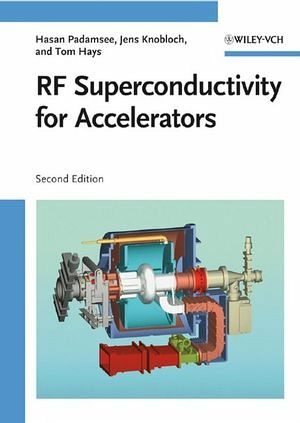 Hasan Padamsee, Jens Knobloch,
and Tom Hays
WILEY-VCH
RF Superconductivity
for Accelerators
Second Edition